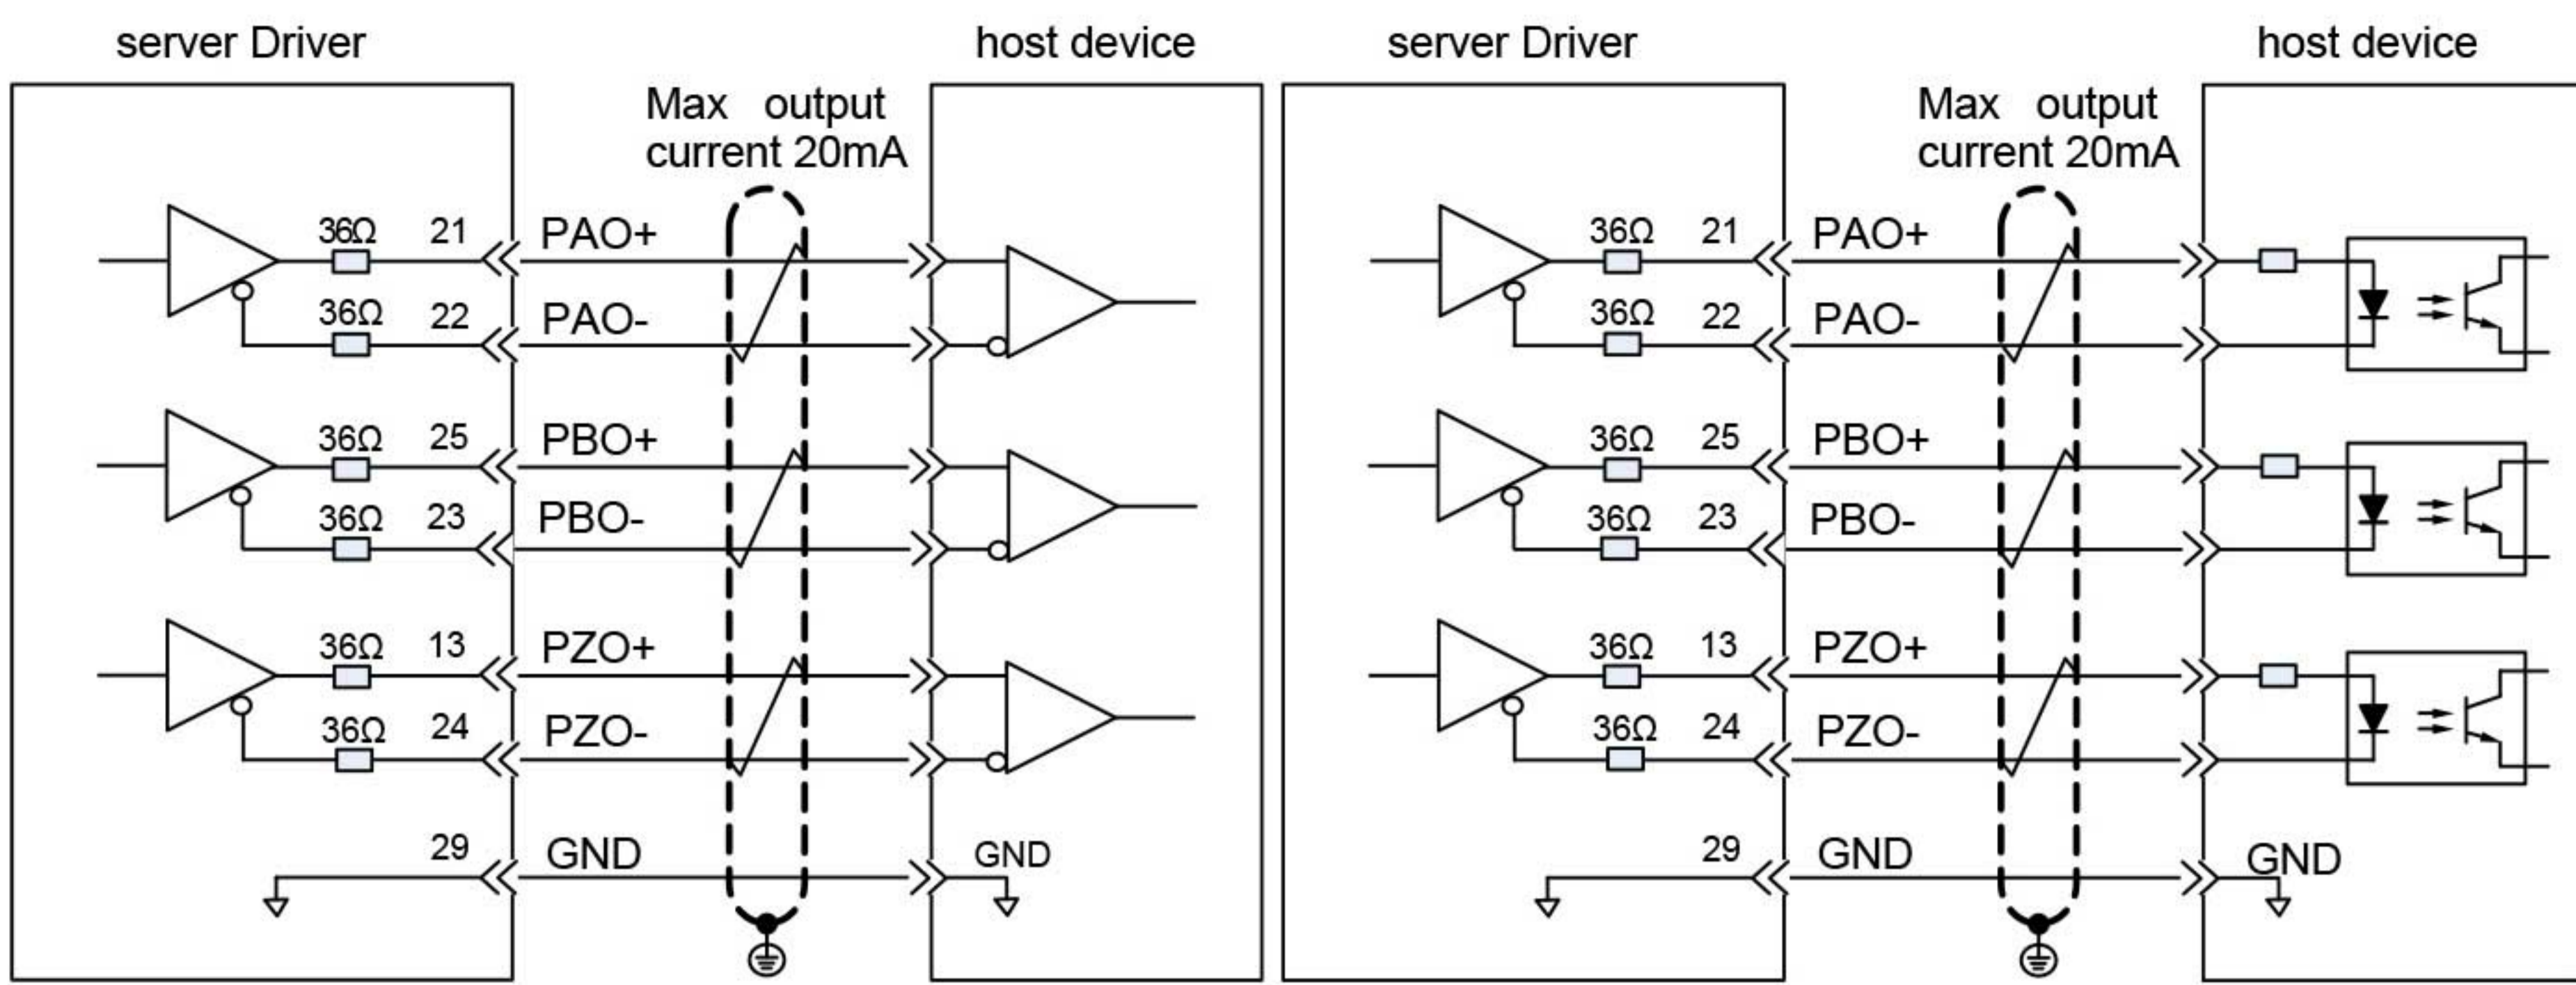 server Driver
host device
Max output
current 20mA
36Ω 21 PAO+
36Ω 22 PAO-
36Ω 25 PBO+
36Ω 23 PBO-
36Ω 13 PZO+
36Ω 24 PZO-
29 GND GND
server Driver
host device
Max output
current 20mA
36Ω 21 PAO+
36Ω 22 PAO-
36Ω 25 PBO+
36Ω 23 PBO-
36Ω 13 PZO+
36Ω 24 PZO-
29 GND GND